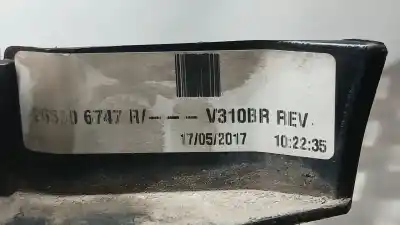 6747 R/--- V310BR REV.
17/05/2017 10:22:35